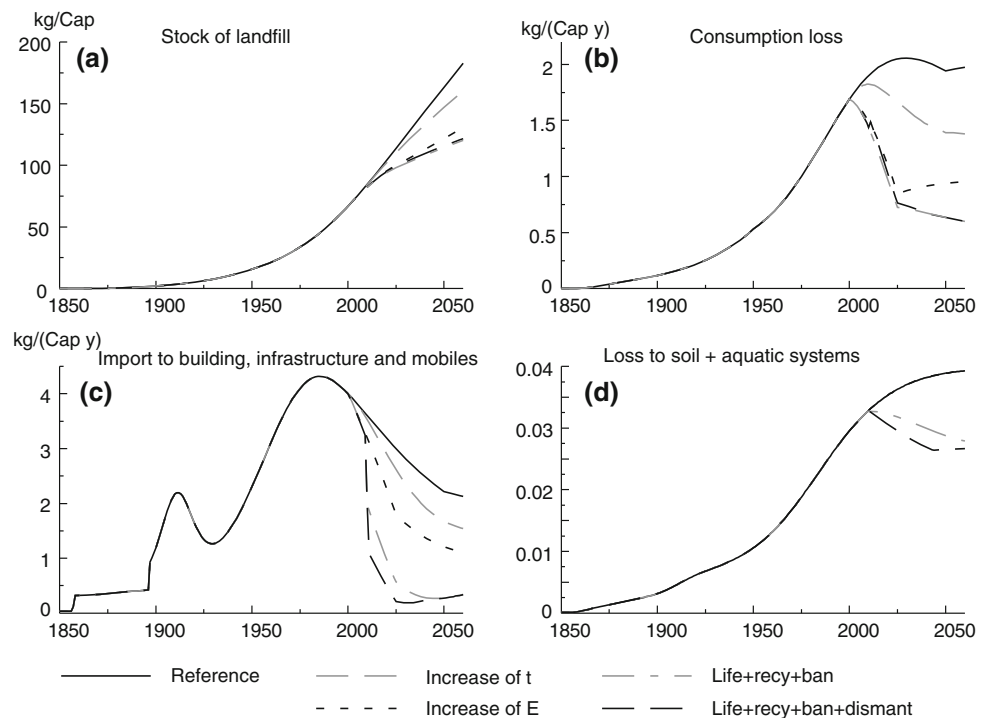 kg/Cap
Stock of landfill
(a)
200
150
100
50
0
1850 1900 1950 2000 2050
kg/(Cap y)
Consumption loss
(b)
2
1.5
1
0.5
0
1850 1900 1950 2000 2050
kg/(Cap y)
Import to building, infrastructure and mobiles
(c)
4
3
2
1
0
1850 1900 1950 2000 2050
Loss to soil + aquatic systems
(d)
0.04
0.03
0.02
0.01
0
1850 1900 1950 2000 2050
Reference
Increase of t
Life+recy+ban
Increase of E
Life+recy+ban+dismant